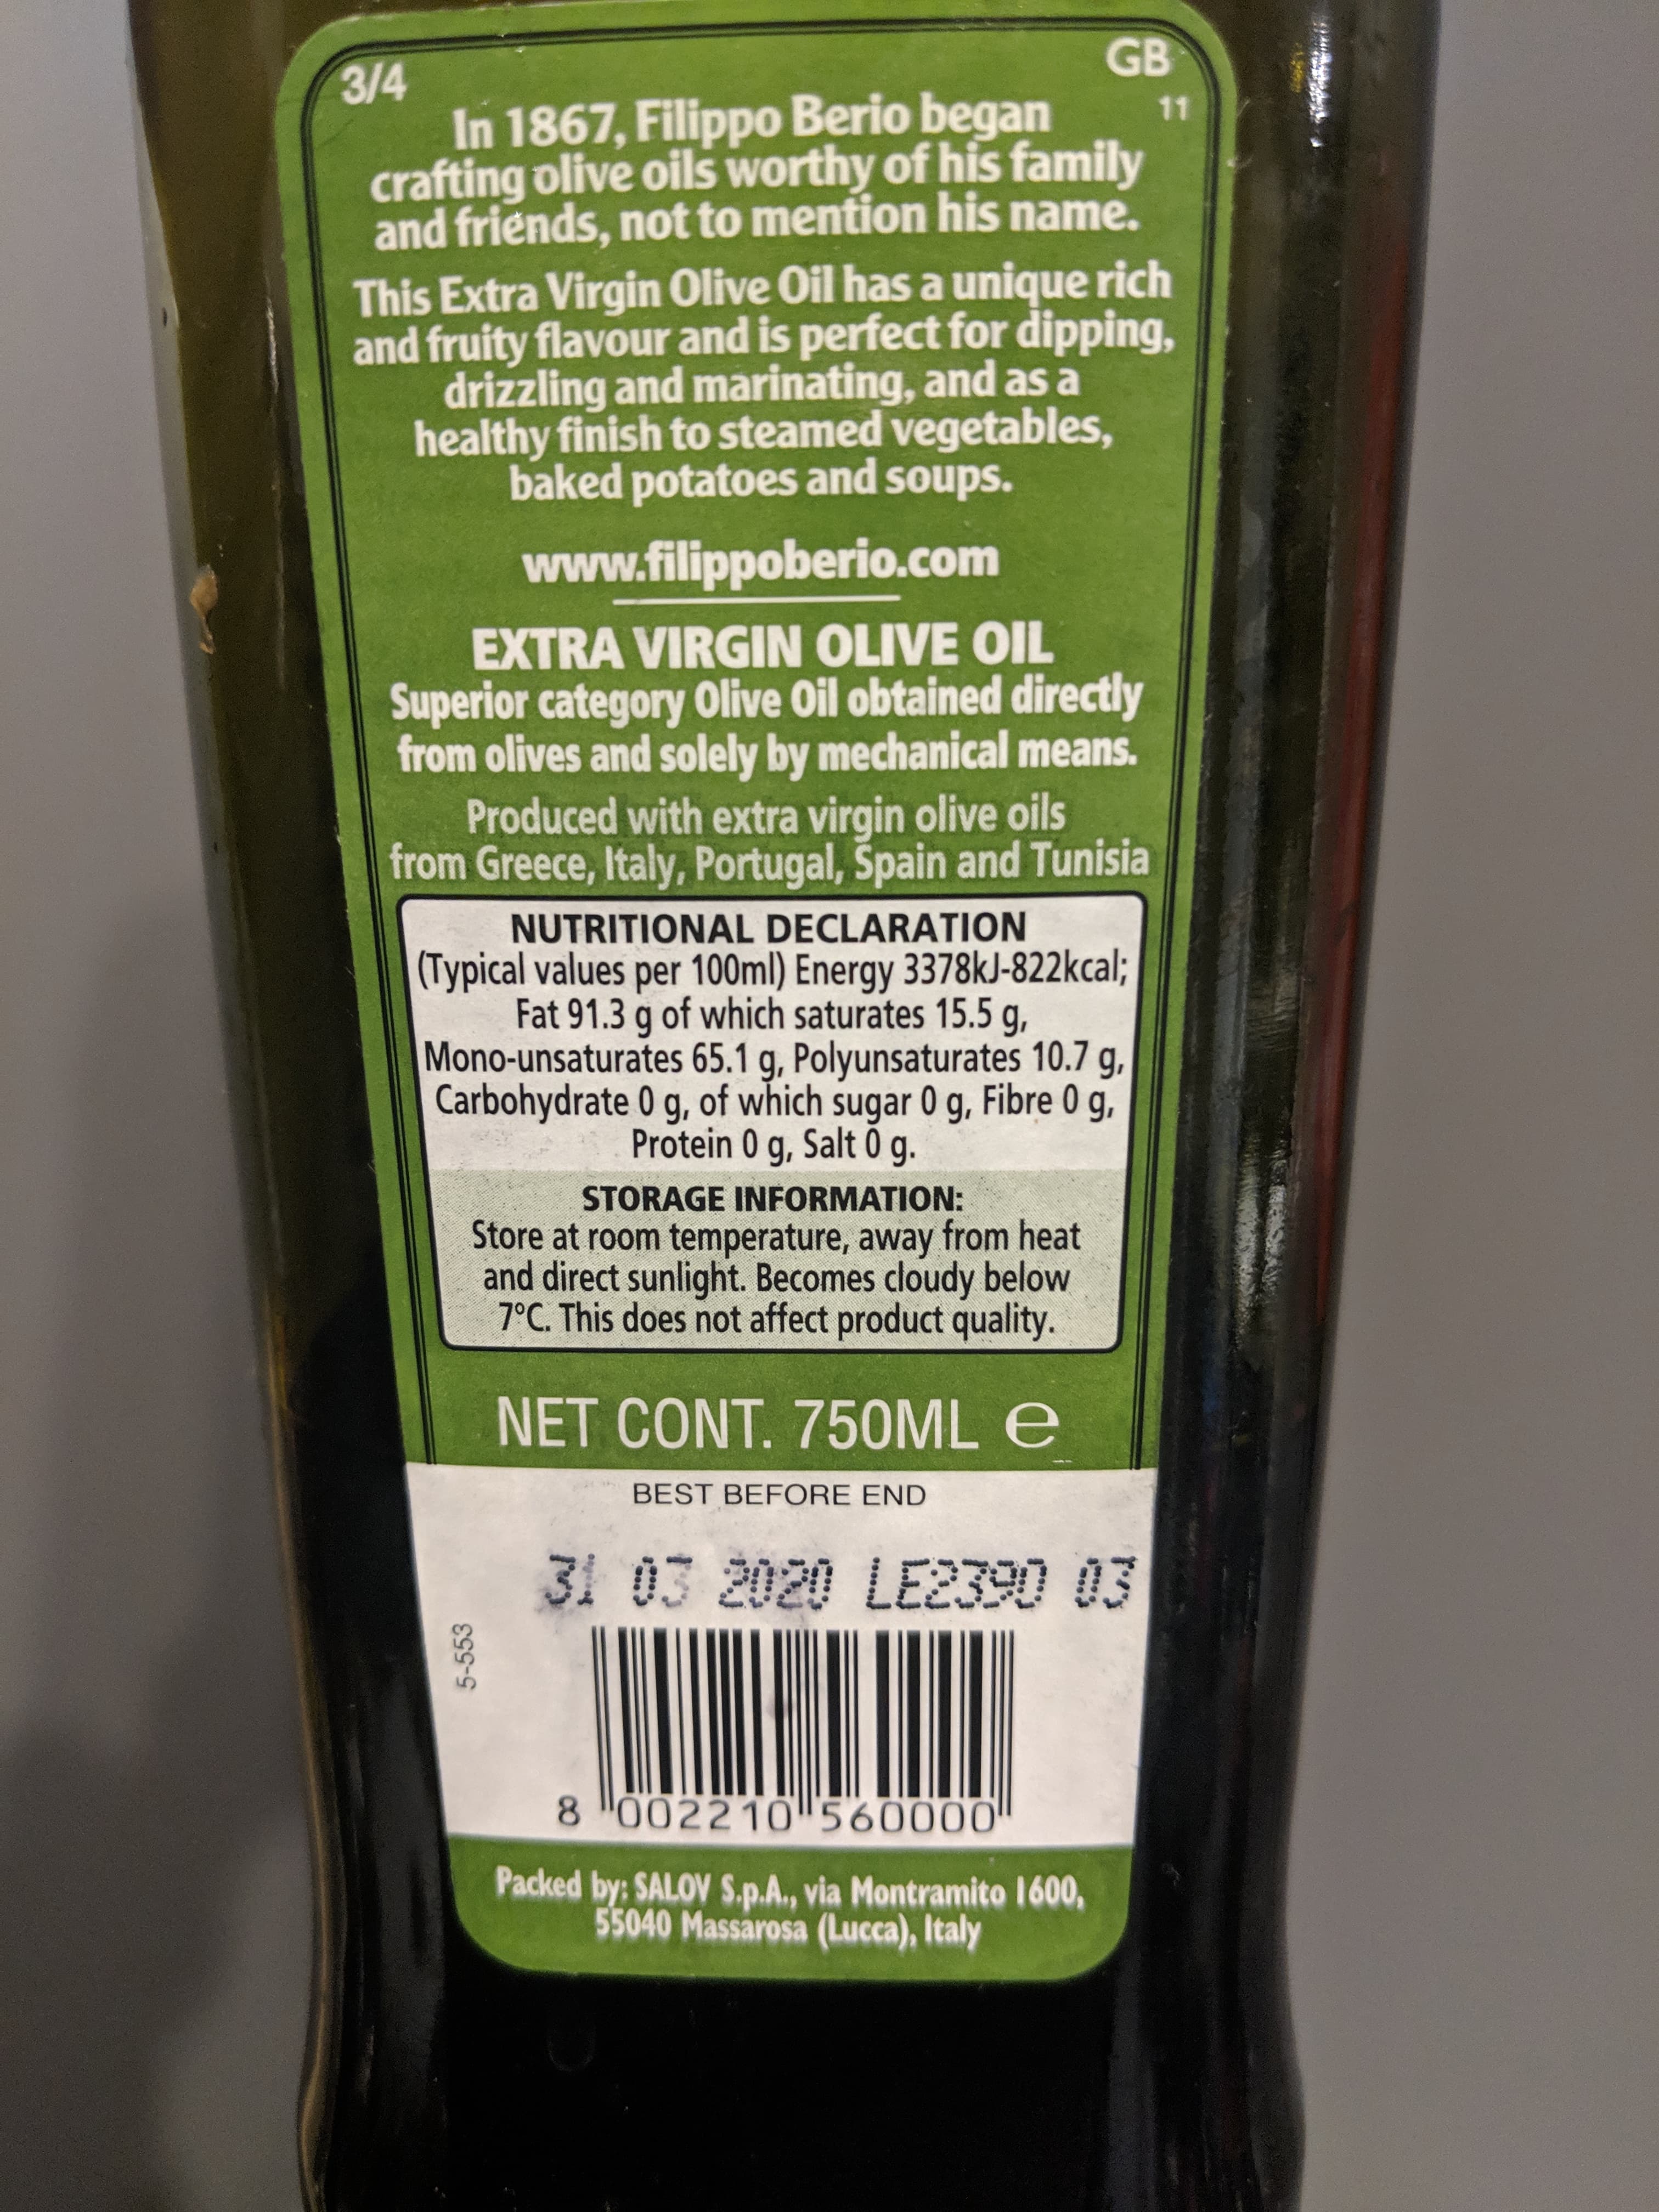 3/4
GB
11
In 1867, Filippo Berio began
crafting olive oils worthy of his family
and friends, not to mention his name.
This Extra Virgin Olive Oil has a unique rich
and fruity flavour and is perfect for dipping,
drizzling and marinating, and as a
healthy finish to steamed vegetables,
baked potatoes and soups.
www.filippoberio.com
EXTRA VIRGIN OLIVE OIL
Superior category Olive Oil obtained directly
from olives and solely by mechanical means.
Produced with extra virgin olive oils
from Greece, Italy, Portugal, Spain and Tunisia
NUTRITIONAL DECLARATION
(Typical values per 100ml) Energy 3378kJ-822kcal;
Fat 91.3 g of which saturates 15.5 g,
Mono-unsaturates 65.1 g, Polyunsaturates 10.7 g,
Carbohydrate 0 g, of which sugar 0 g, Fibre 0 g,
Protein 0 g, Salt 0 g.
STORAGE INFORMATION:
Store at room temperature, away from heat
and direct sunlight. Becomes cloudy below
7°C. This does not affect product quality.
NET CONT. 750ML ℮
BEST BEFORE END
31 03 2020 LE2390 03
5-553
8 002210 560000
Packed by: SALOV S.p.A., via Montramito 1600,
55040 Massarosa (Lucca), Italy